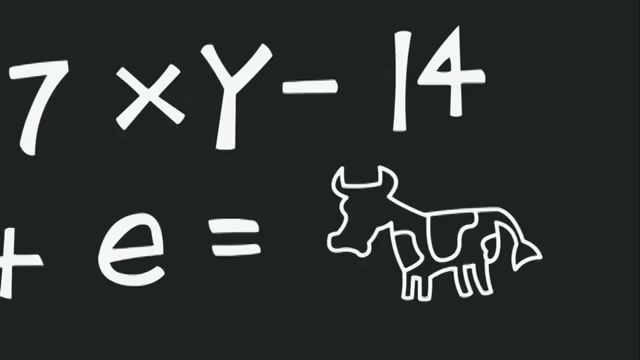 7 × Y - 14
+ e =